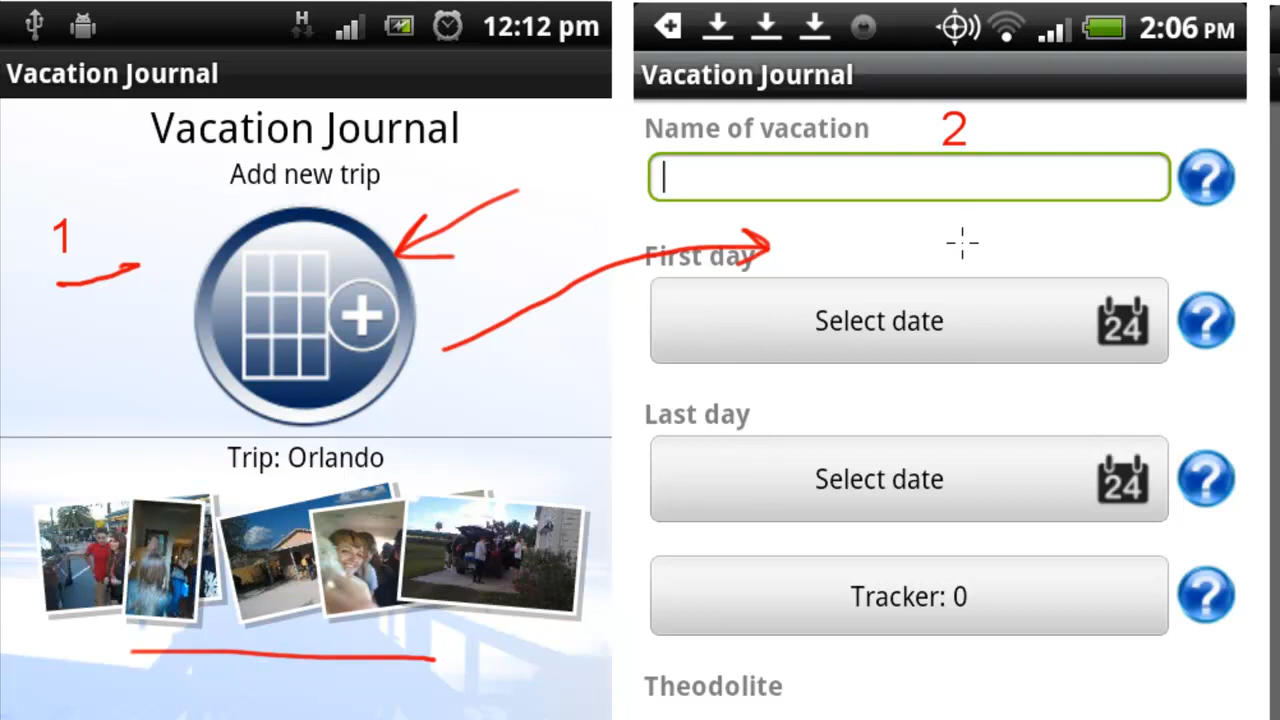 H
12:12 pm
Vacation Journal
Vacation Journal
Add new trip
1
Trip: Orlando
2:06 PM
Vacation Journal
Name of vacation
2
?
First day
Select date
24
?
Last day
Select date
24
?
Tracker: 0
?
Theodolite